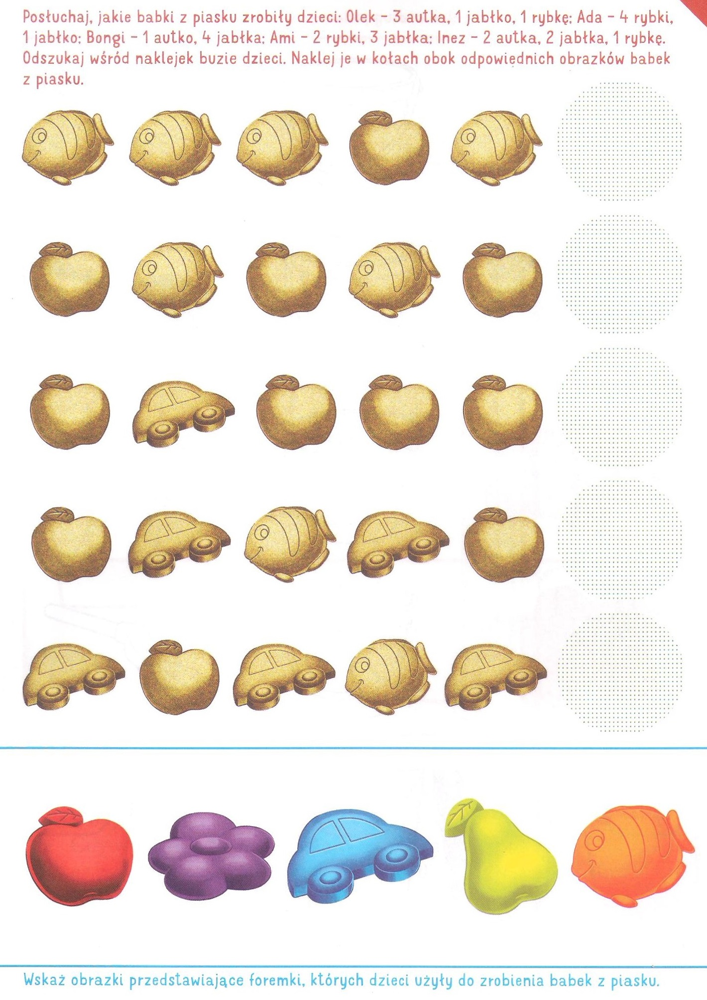 Posłuchaj, jakie babki z piasku zrobiły dzieci: Olek – 3 autka, 1 jabłko, 1 rybkę; Ada – 4 rybki,
1 jabłko; Bongi – 1 autko, 4 jabłka; Ami – 2 rybki, 3 jabłka; Inez – 2 autka, 2 jabłka, 1 rybkę.
Odszukaj wśród naklejek buzie dzieci. Naklej je w kołach obok odpowiednich obrazków babek
z piasku.
Wskaż obrazki przedstawiające foremki, których dzieci użyły do zrobienia babek z piasku.